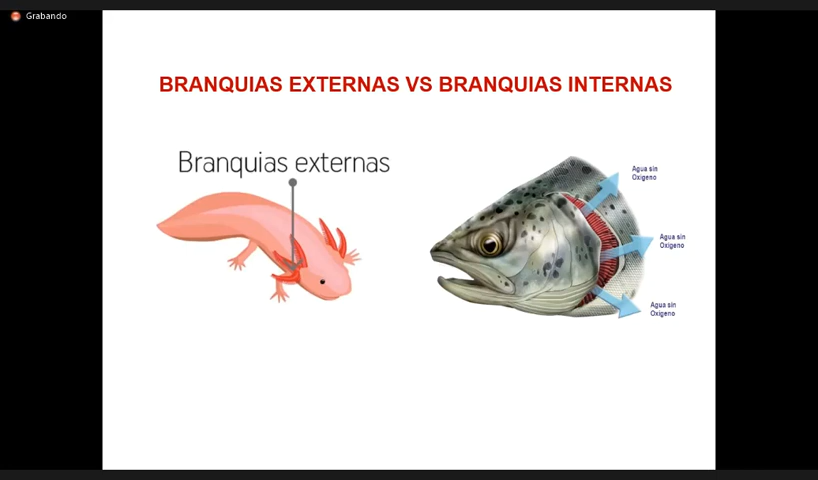 Grabando
BRANQUIAS EXTERNAS VS BRANQUIAS INTERNAS
Branquias externas
Agua sin
Oxigeno
Agua sin
Oxigeno
Agua sin
Oxigeno